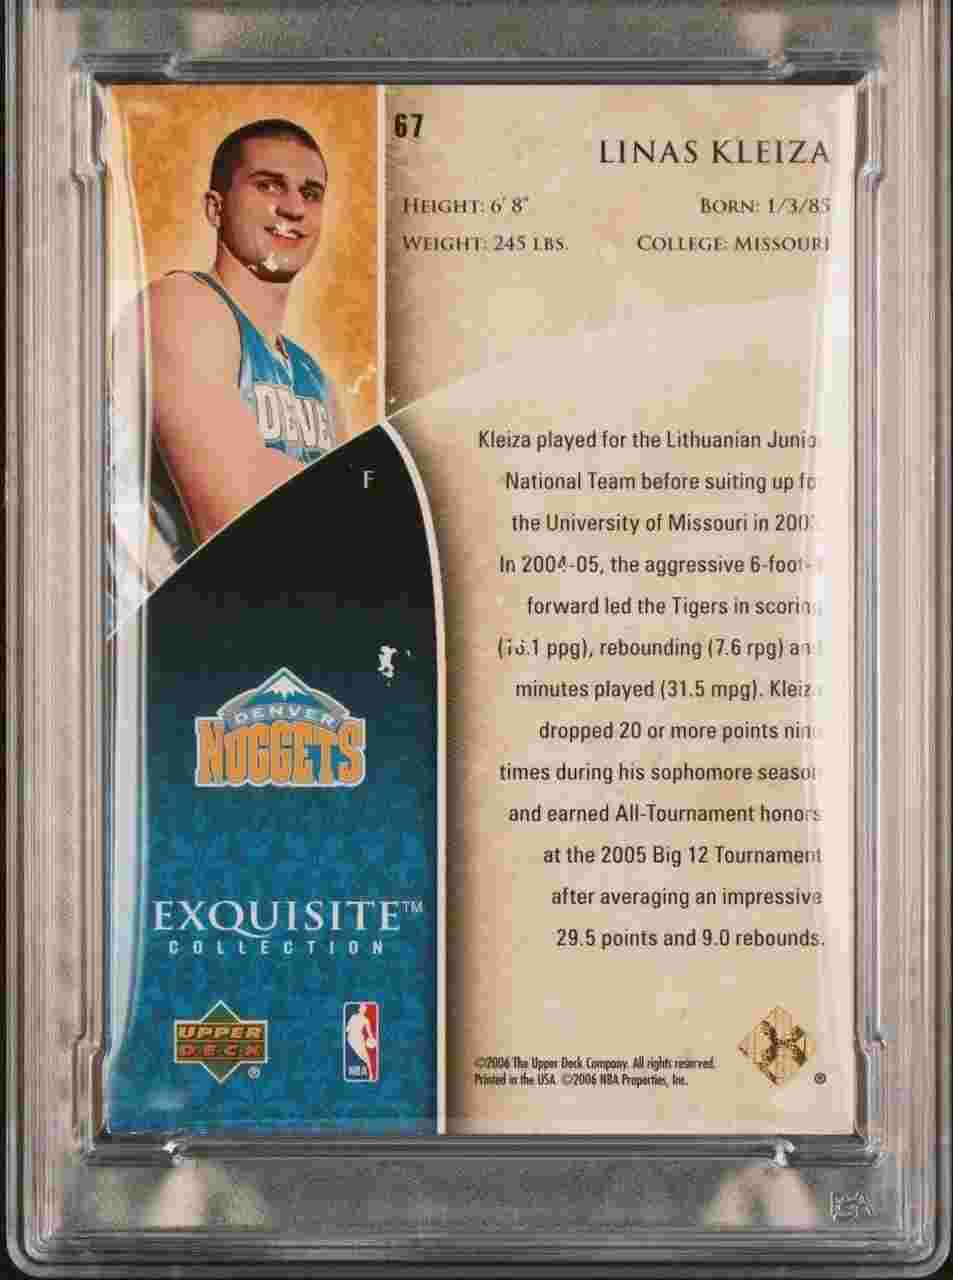 67
LINAS KLEIZA
HEIGHT: 6' 8"
BORN: 1/3/85
WEIGHT: 245 LBS.
COLLEGE: MISSOURI
DENVE
F
Kleiza played for the Lithuanian
National Team before suiting up
the University of Missouri in
In 2004-05, the aggressive
forward led the Tigers in
ppg), rebounding (7.6 rpg)
minutes played (31.5 mpg).
dropped 20 or more points
times during his sophomore
and earned All-Tournament honors
at the 2005 Big 12 Tournament
after averaging an impressive
29.5 points and 9.0 rebounds.
DENVER
NUGGETS
EXQUISITE™
COLLECTION
UPPER
DECK ®
NBA
©2006 The Upper Deck Company. All rights reserved.
Printed in the USA. ©2006 NBA Properties, Inc.
®